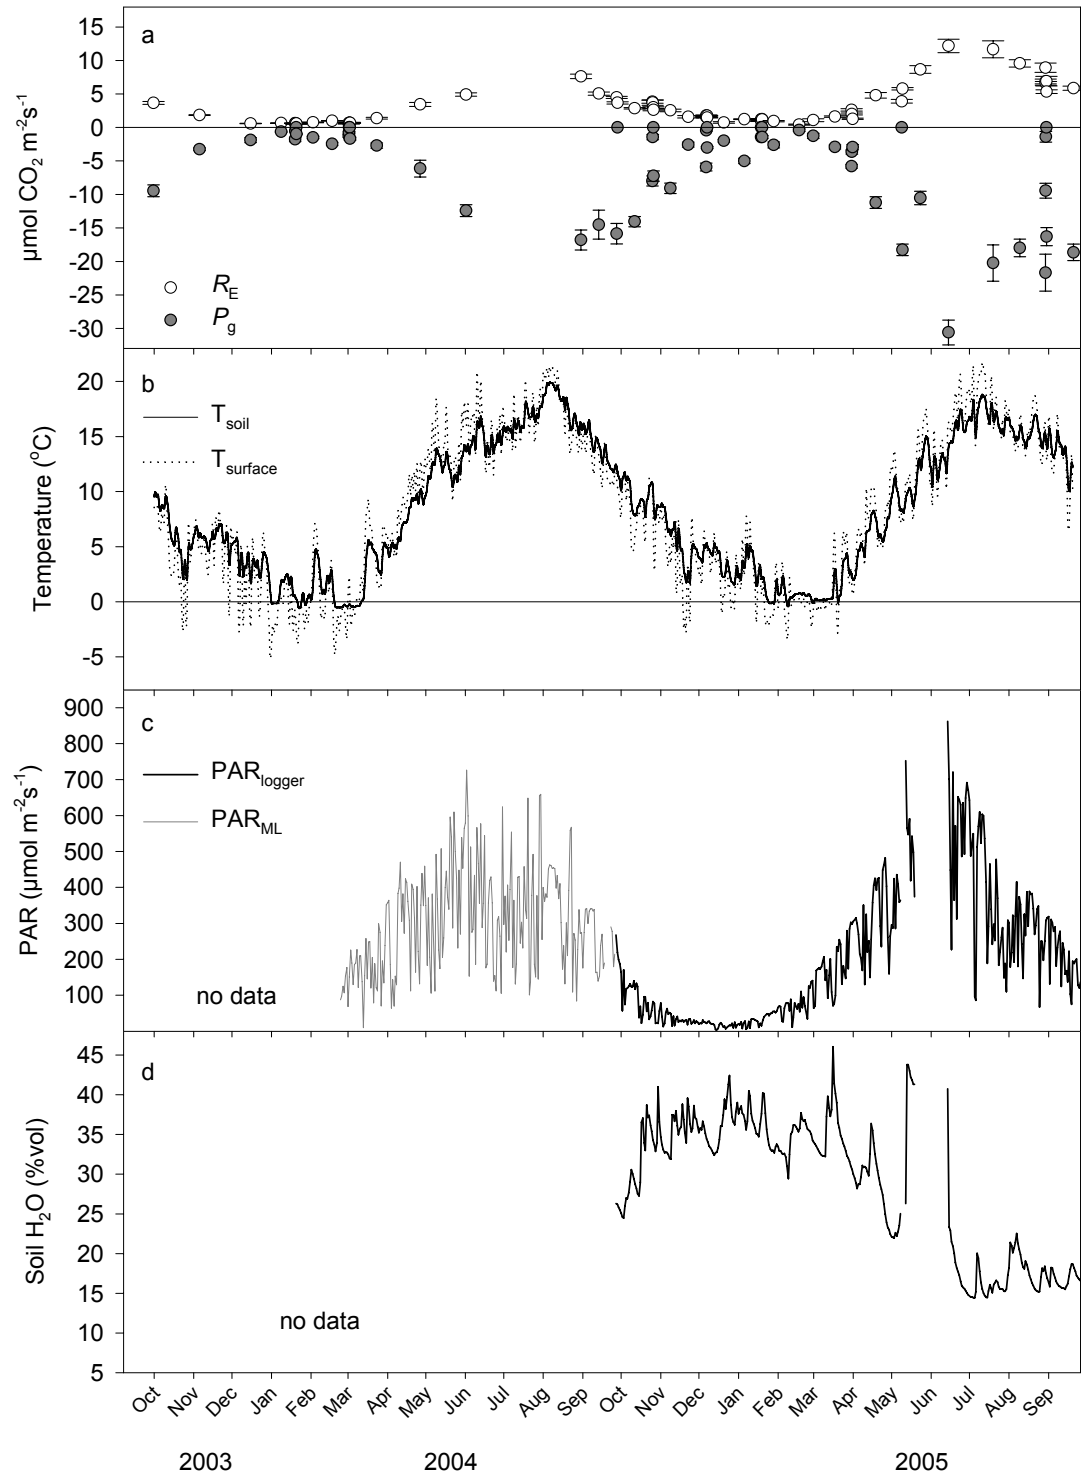 a
µmol CO2 m-2s-1
15
10
5
0
-5
-10
-15
-20
-25
-30
RE
Pg
b
Temperature (oC)
20
15
10
5
0
-5
Tsoil
Tsurface
c
PAR (µmol m-2s-1)
900
800
700
600
500
400
300
200
100
PARlogger
PARML
no data
d
Soil H2O (%vol)
45
40
35
30
25
20
15
10
5
no data
Oct Nov Dec Jan Feb Mar Apr May Jun Jul Aug Sep Oct Nov Dec Jan Feb Mar Apr May Jun Jul Aug Sep
2003 2004 2005